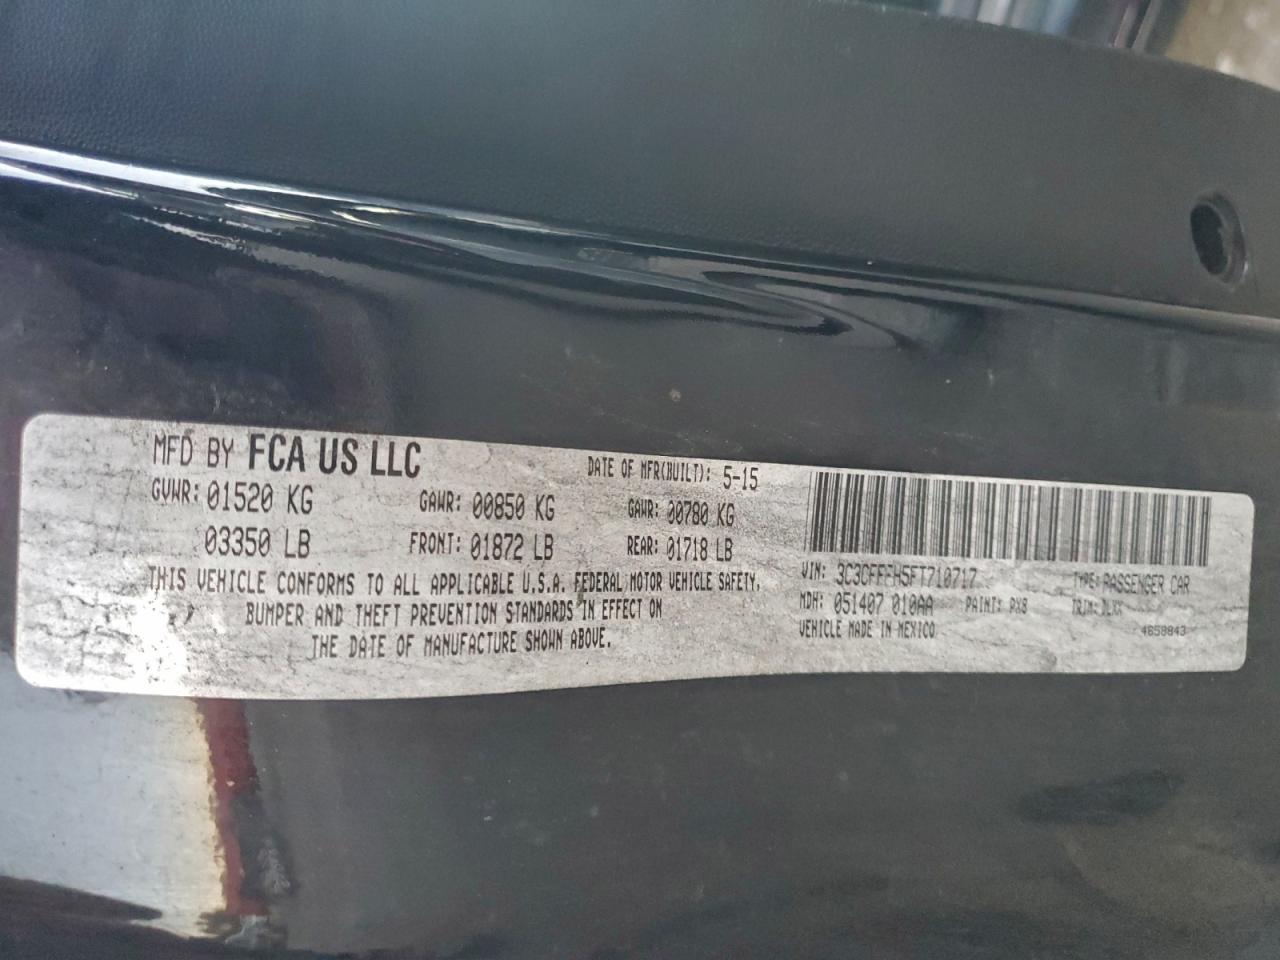 MFD BY FCA US LLC
DATE OF MFR(BUILT): 5-15
GVWR: 01520 KG GAWR: 00850 KG GAWR: 00780 KG
03350 LB FRONT: 01872 LB REAR: 01718 LB
THIS VEHICLE CONFORMS TO ALL APPLICABLE U.S.A. FEDERAL MOTOR VEHICLE SAFETY,
BUMPER AND THEFT PREVENTION STANDARDS IN EFFECT ON
THE DATE OF MANUFACTURE SHOWN ABOVE.
VIN: 3C3CFFFH5FT710717 TYPE: PASSENGER CAR
MDH: 051407 010AA PAINT: PX8 TRIM:
VEHICLE MADE IN MEXICO 4658843